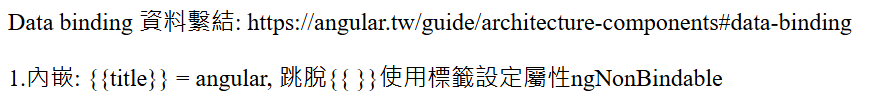 Data binding 資料繫結: https://angular.tw/guide/architecture-components#data-binding
1.內嵌: {{title}} = angular, 跳脫{{ }}使用標籤設定屬性ngNonBindable